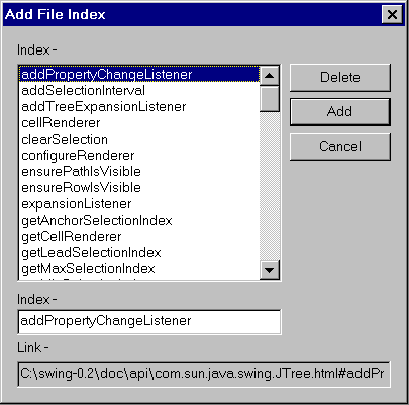 Add File Index
Index -
addPropertyChangeListener
addSelectionInterval
addTreeExpansionListener
cellRenderer
clearSelection
configureRenderer
ensurePathIsVisible
ensureRowIsVisible
expansionListener
getAnchorSelectionIndex
getCellRenderer
getLeadSelectionIndex
getMaxSelectionIndex
Delete
Add
Cancel
Index -
addPropertyChangeListener
Link -
C:\swing-0.2\doc\api\com.sun.java.swing.JTree.html#addPr